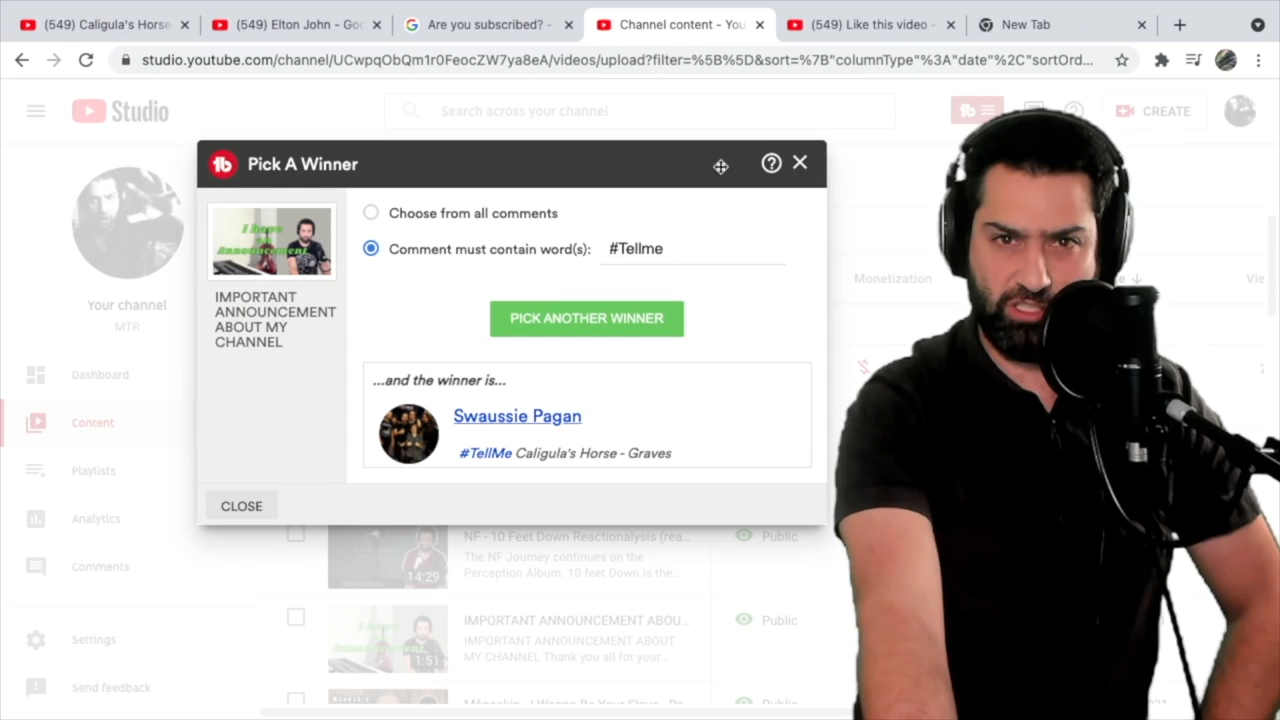 (549) Caligula's Horse
(549) Elton John - Goo
Are you subscribed? -
Channel content - You
(549) Like this video -
New Tab
studio.youtube.com/channel/UCwpqObQm1r0FeocZW7ya8eA/videos/upload?filter=%5B%5D&sort=%7B"columnType"%3A"date"%2C"sortOrd...
Studio
Search across your channel
CREATE
Pick A Winner
Choose from all comments
Comment must contain word(s): #Tellme
I have
an
Announcement
IMPORTANT
ANNOUNCEMENT
ABOUT MY
CHANNEL
PICK ANOTHER WINNER
...and the winner is...
Swaussie Pagan
#TellMe Caligula's Horse - Graves
CLOSE
Your channel
MTR
Dashboard
Content
Playlists
Analytics
Comments
Settings
Send feedback
Monetization
Vie
NF - 10 Feet Down Reactionalysis (rea...
The NF Journey continues on the
Perception Album. 10 feet Down is the...
14:29
Public
IMPORTANT ANNOUNCEMENT ABOU...
IMPORTANT ANNOUNCEMENT ABOUT
MY CHANNEL Thank you all for your...
1:51
Public